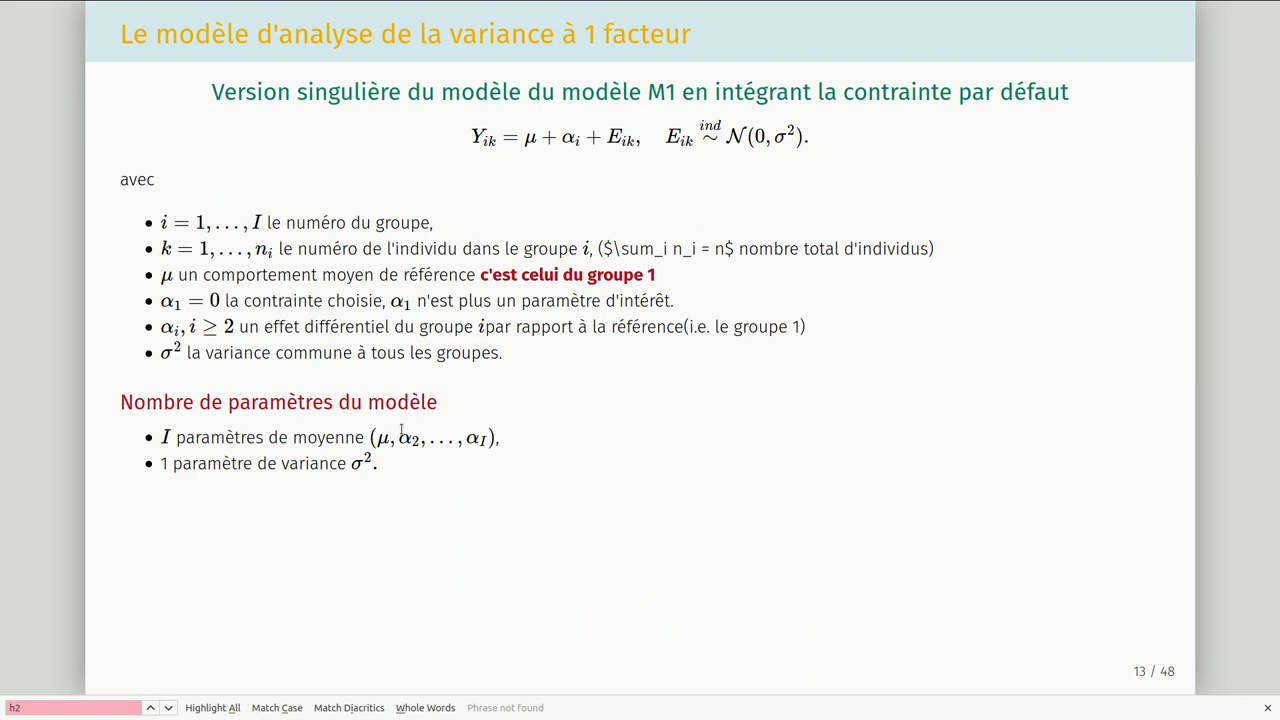 Le modèle d'analyse de la variance à 1 facteur
Version singulière du modèle du modèle M1 en intégrant la contrainte par défaut
Y_{ik} = μ + α_i + E_{ik}, E_{ik} \overset{ind}{∼} 𝒩(0, σ²).
avec
• i = 1, . . . , I le numéro du groupe,
• k = 1, . . . , n_i le numéro de l'individu dans le groupe i, ($\sum_i n_i = n$ nombre total d'individus)
• μ un comportement moyen de référence c'est celui du groupe 1
• α_1 = 0 la contrainte choisie, α_1 n'est plus un paramètre d'intérêt.
• α_i, i ≥ 2 un effet différentiel du groupe ipar rapport à la référence(i.e. le groupe 1)
• σ² la variance commune à tous les groupes.
Nombre de paramètres du modèle
• I paramètres de moyenne (μ, α_2, . . . , α_I),
• 1 paramètre de variance σ².
13 / 48
h2 Highlight All Match Case Match Diacritics Whole Words Phrase not found